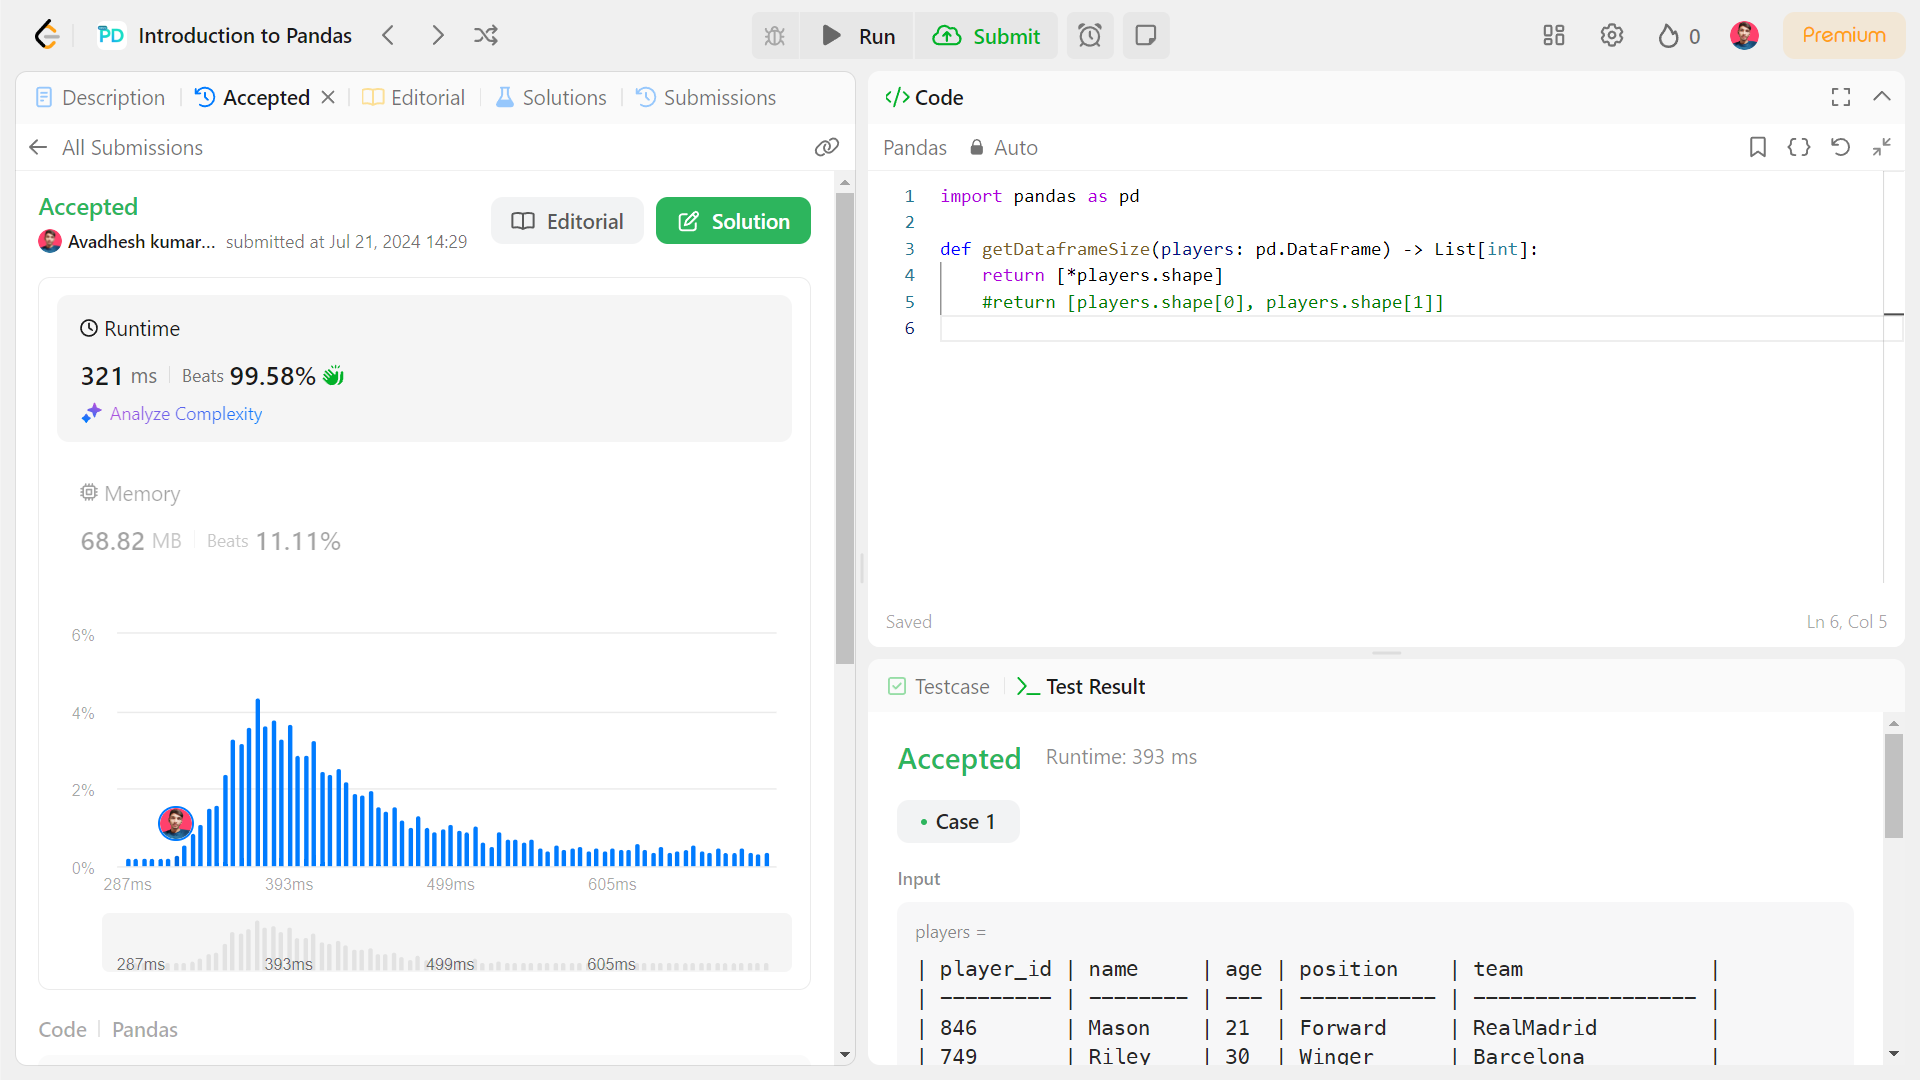 PD Introduction to Pandas
Run
Submit
0
Premium
Description
Accepted
Editorial
Solutions
Submissions
All Submissions
Accepted
Editorial
Solution
Avadhesh kumar... submitted at Jul 21, 2024 14:29
Runtime
321 ms Beats 99.58%
Analyze Complexity
Memory
68.82 MB Beats 11.11%
6%
4%
2%
0%
287ms 393ms 499ms 605ms
287ms 393ms 499ms 605ms
Code Pandas
</> Code
Pandas Auto
1 import pandas as pd
2
3 def getDataframeSize(players: pd.DataFrame) -> List[int]:
4     return [*players.shape]
5     #return [players.shape[0], players.shape[1]]
6
Saved
Ln 6, Col 5
Testcase
Test Result
Accepted Runtime: 393 ms
• Case 1
Input
players =
| player_id | name     | age | position    | team              |
| --------- | -------- | --- | ----------- | ----------------- |
| 846       | Mason    | 21  | Forward     | RealMadrid        |
| 749       | Riley    | 30  | Winger      | Barcelona         |